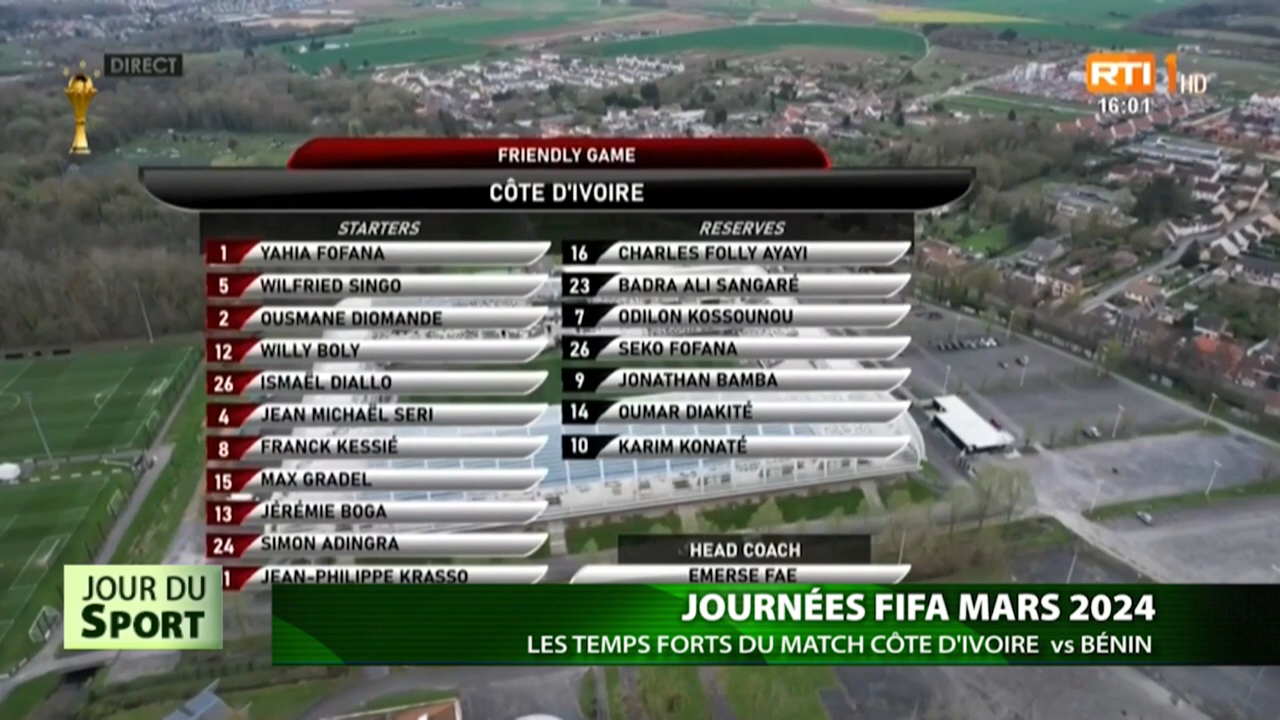 DIRECT
RTI 1 HD
16:01
FRIENDLY GAME
CÔTE D'IVOIRE
STARTERS
1 YAHIA FOFANA
5 WILFRIED SINGO
2 OUSMANE DIOMANDE
12 WILLY BOLY
26 ISMAËL DIALLO
4 JEAN MICHAËL SERI
8 FRANCK KESSIÉ
15 MAX GRADEL
13 JÉRÉMIE BOGA
24 SIMON ADINGRA
1 JEAN-PHILIPPE KRASSO
RESERVES
16 CHARLES FOLLY AYAYI
23 BADRA ALI SANGARÉ
7 ODILON KOSSOUNOU
26 SEKO FOFANA
9 JONATHAN BAMBA
14 OUMAR DIAKITÉ
10 KARIM KONATÉ
HEAD COACH
EMERSE FAE
JOUR DU
SPORT
JOURNÉES FIFA MARS 2024
LES TEMPS FORTS DU MATCH CÔTE D'IVOIRE vs BÉNIN